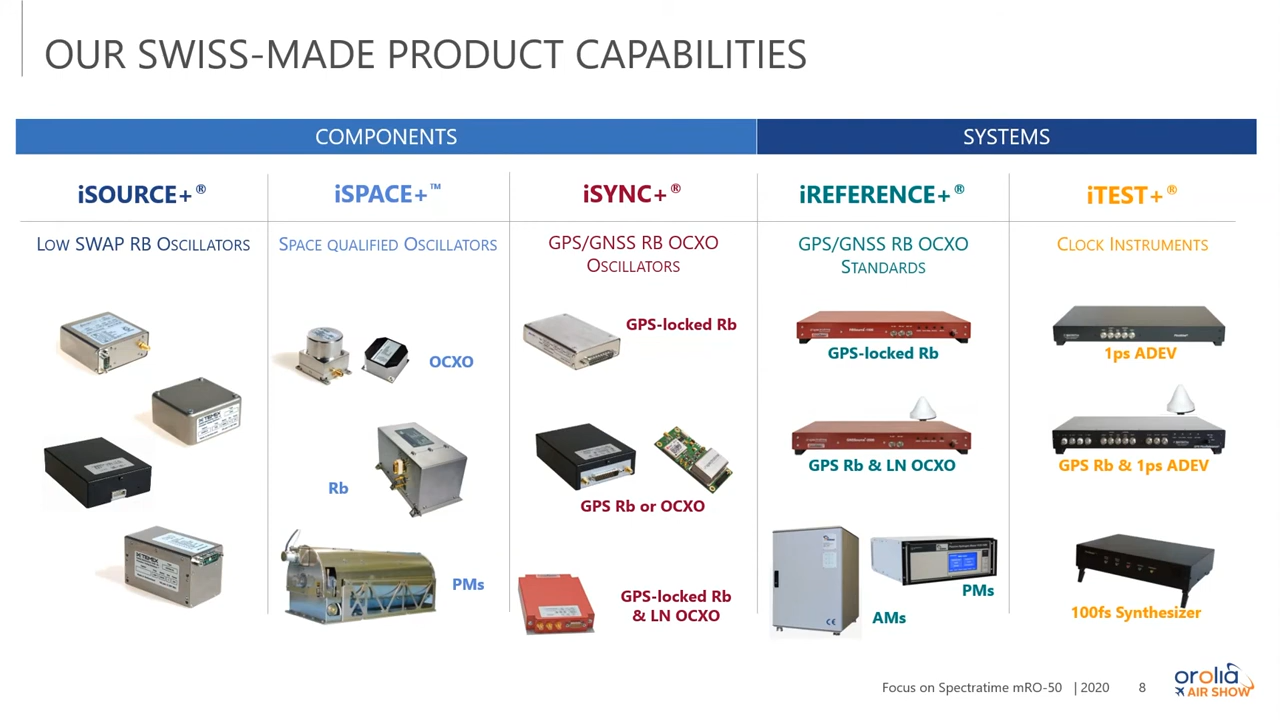 OUR SWISS-MADE PRODUCT CAPABILITIES
COMPONENTS
SYSTEMS
iSOURCE+®
iSPACE+™
iSYNC+®
iREFERENCE+®
iTEST+®
LOW SWAP RB OSCILLATORS
SPACE QUALIFIED OSCILLATORS
GPS/GNSS RB OCXO
OSCILLATORS
GPS/GNSS RB OCXO
STANDARDS
CLOCK INSTRUMENTS
OCXO
Rb
PMs
GPS-locked Rb
GPS Rb or OCXO
GPS-locked Rb
& LN OCXO
GPS-locked Rb
GPS Rb & LN OCXO
PMs
AMs
1ps ADEV
GPS Rb & 1ps ADEV
100fs Synthesizer
TEMEX
TEMEX
CE
Focus on Spectratime mRO-50 | 2020
8
orolia
AIR SHOW